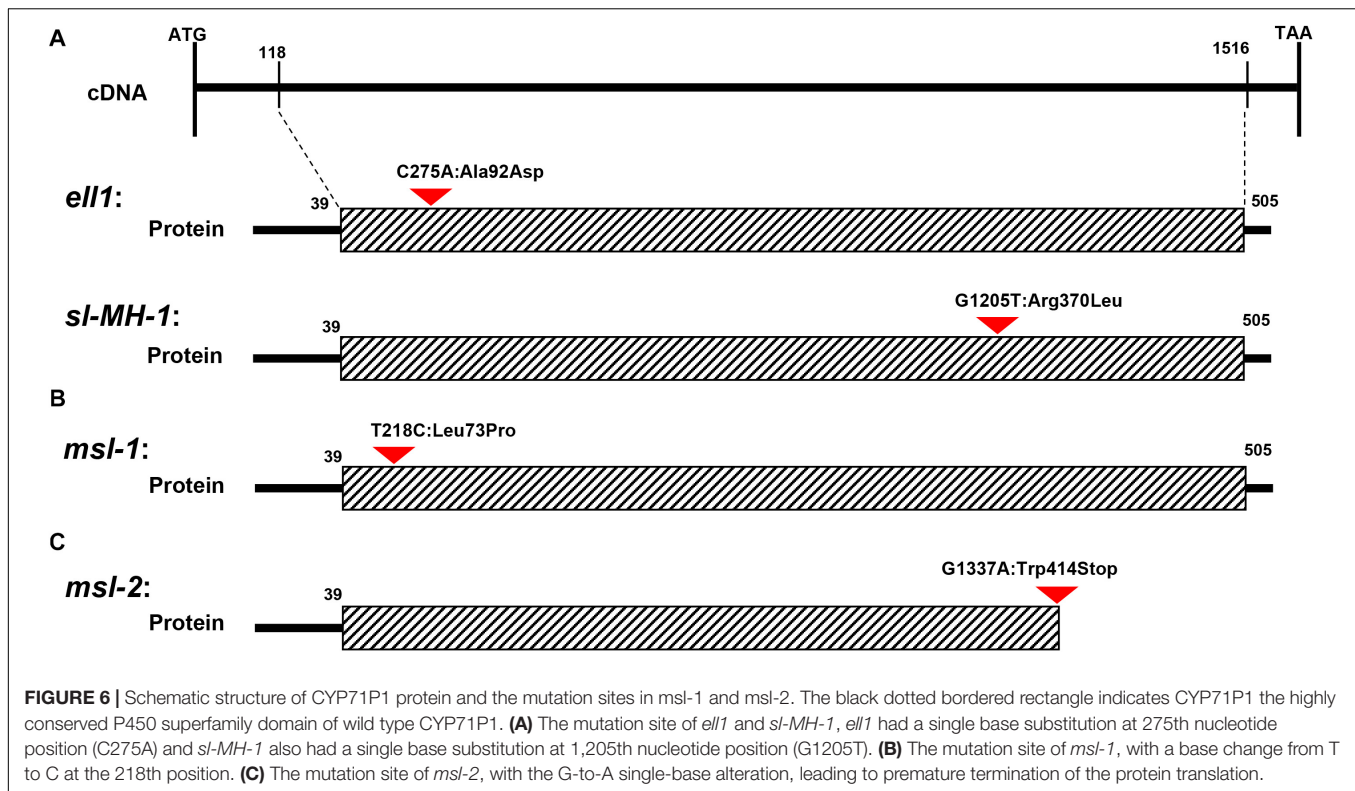 A
ATG
TAA
118
1516
cDNA
C275A:Ala92Asp
ell1:
39
505
Protein
G1205T:Arg370Leu
sl-MH-1:
39
505
Protein
B
T218C:Leu73Pro
msl-1:
39
505
Protein
C
G1337A:Trp414Stop
msl-2:
39
Protein
FIGURE 6 | Schematic structure of CYP71P1 protein and the mutation sites in msl-1 and msl-2. The black dotted bordered rectangle indicates CYP71P1 the highly
conserved P450 superfamily domain of wild type CYP71P1. (A) The mutation site of ell1 and sl-MH-1, ell1 had a single base substitution at 275th nucleotide
position (C275A) and sl-MH-1 also had a single base substitution at 1,205th nucleotide position (G1205T). (B) The mutation site of msl-1, with a base change from T
to C at the 218th position. (C) The mutation site of msl-2, with the G-to-A single-base alteration, leading to premature termination of the protein translation.